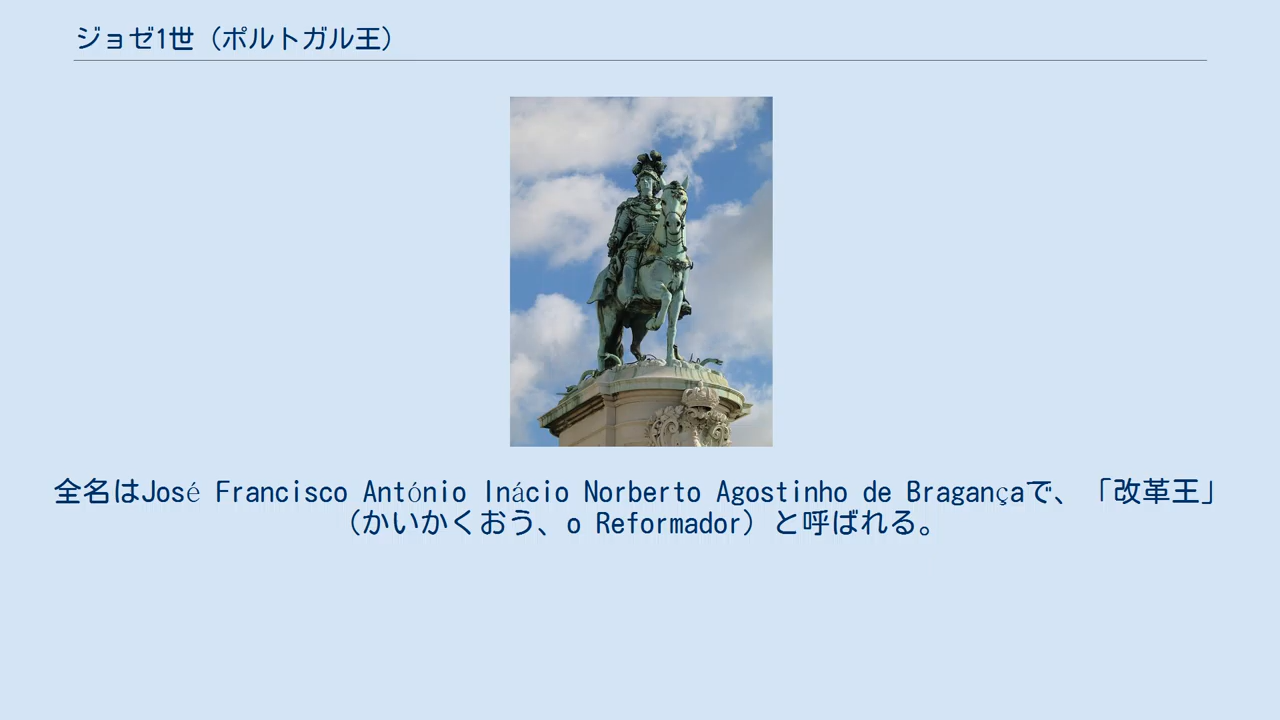 ジョゼ1世（ポルトガル王）
全名はJosé Francisco António Inácio Norberto Agostinho de Bragançaで、「改革王」
（かいかくおう、o Reformador）と呼ばれる。